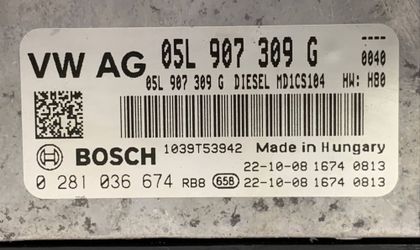 VW AG 05L 907 309 G 0040
05L 907 309 G DIESEL MD1CS104 HW: H80
1039T53942 Made in Hungary
BOSCH 22-10-08 1674 0813
0 281 036 674 RB8 658 22-10-08 1674 0813